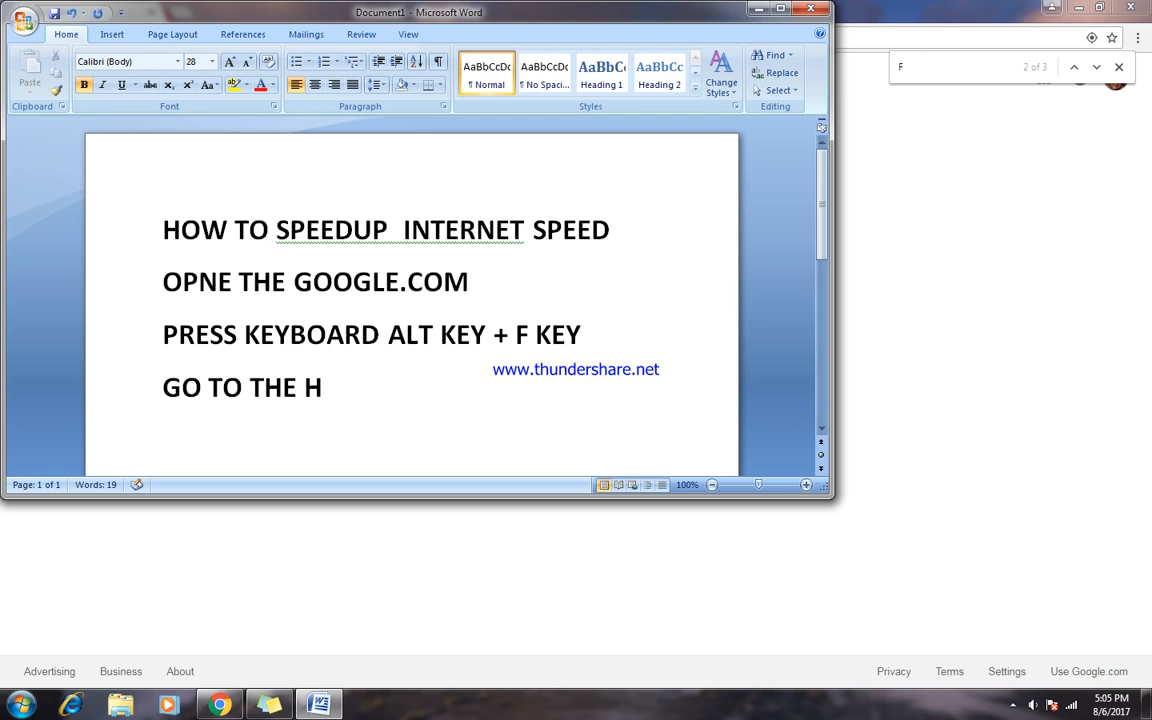 Document1 - Microsoft Word
Home Insert Page Layout References Mailings Review View
Paste
Calibri (Body) 28
AaBbCcDc AaBbCcDc AaBbC AaBbCc
¶ Normal ¶ No Spaci... Heading 1 Heading 2
Change
Styles
Find
Replace
Select
Clipboard Font Paragraph Styles Editing
F 2 of 3
HOW TO SPEEDUP INTERNET SPEED
OPNE THE GOOGLE.COM
PRESS KEYBOARD ALT KEY + F KEY
www.thundershare.net
GO TO THE H
Page: 1 of 1 Words: 19 100%
Advertising Business About Privacy Terms Settings Use Google.com
5:05 PM
8/6/2017